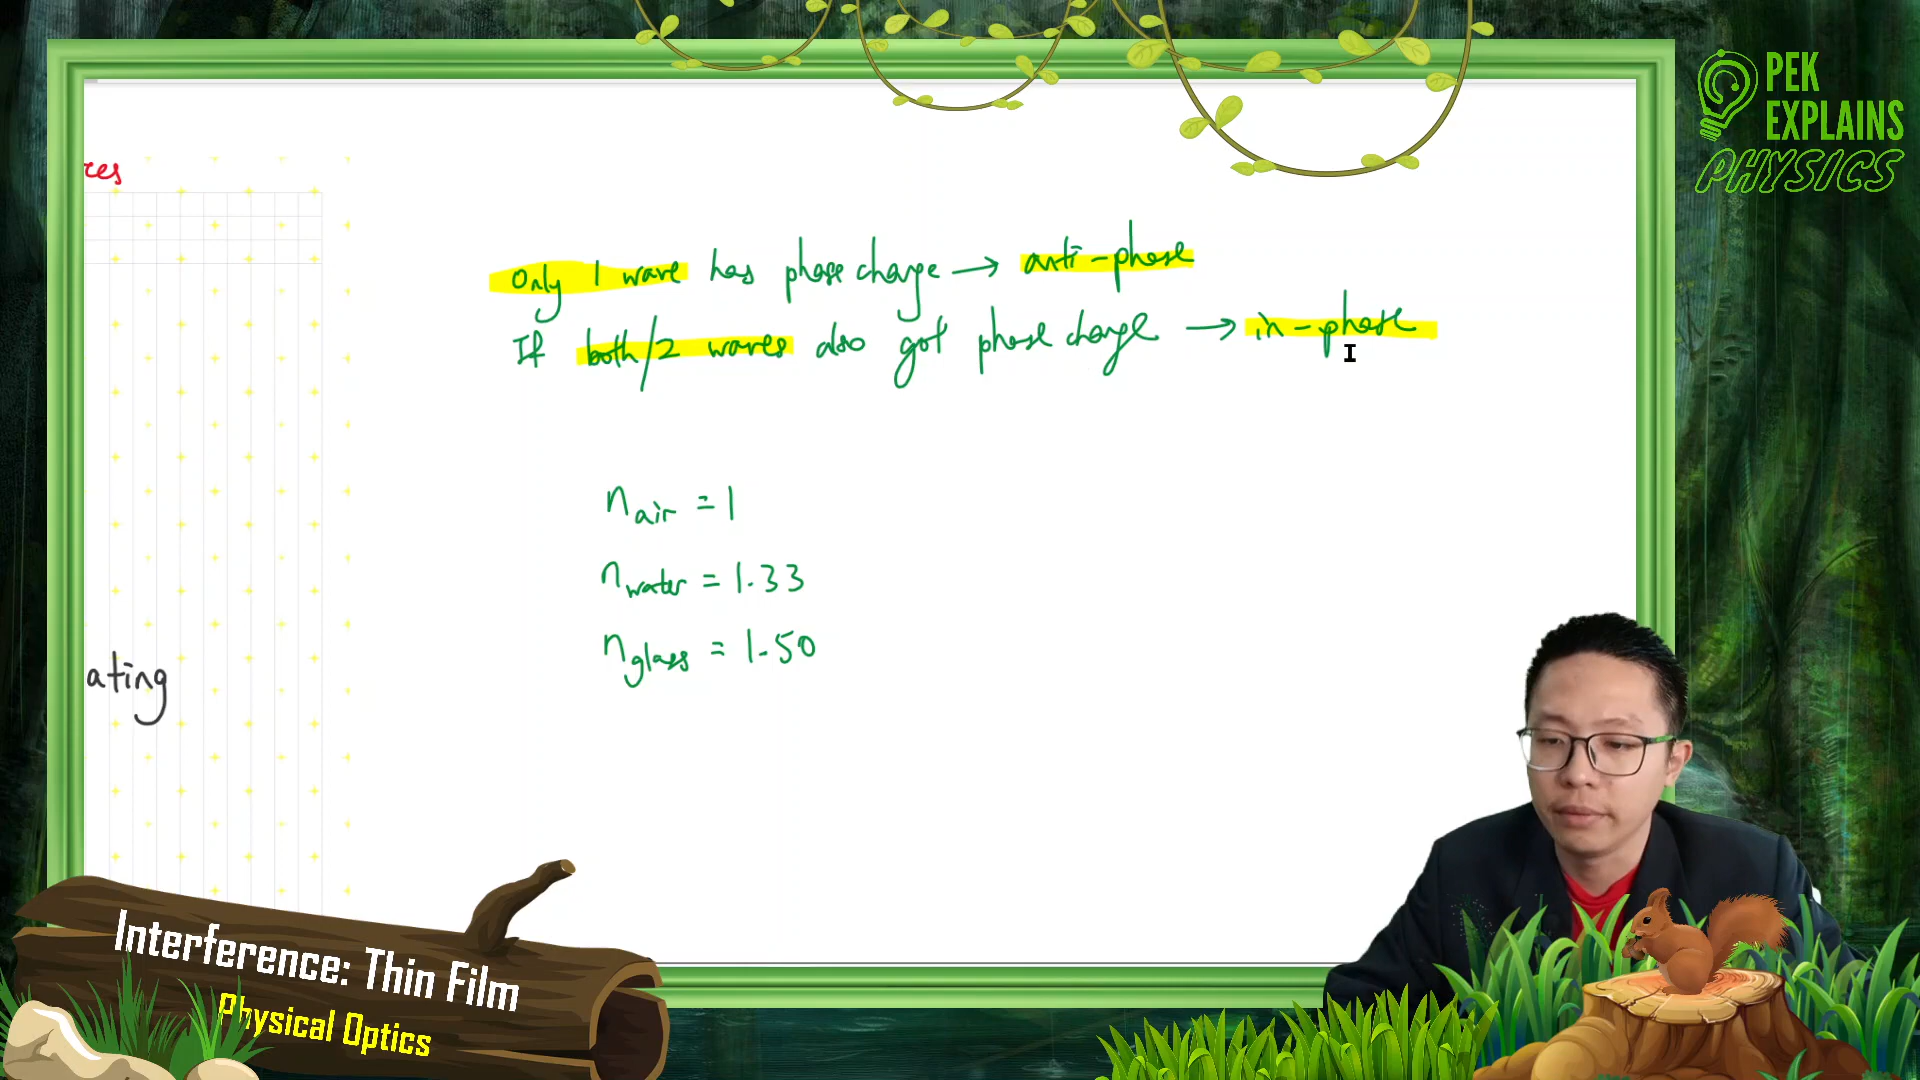 PEK
EXPLAINS
PHYSICS
ces
Only 1 wave has phase change → anti-phase
If both/2 waves also got phase change → in-phase
n air = 1
n water = 1.33
n glass = 1.50
ating
Interference: Thin Film
Physical Optics